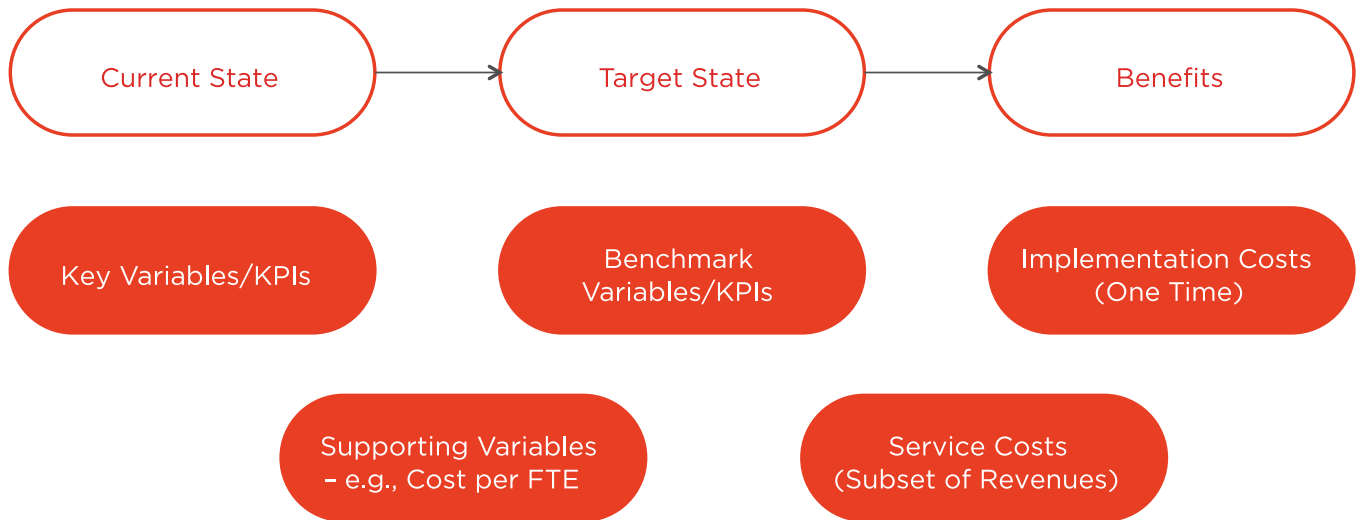 Current State
Target State
Benefits
Key Variables/KPIs
Benchmark
Variables/KPIs
Implementation Costs
(One Time)
Supporting Variables
– e.g., Cost per FTE
Service Costs
(Subset of Revenues)